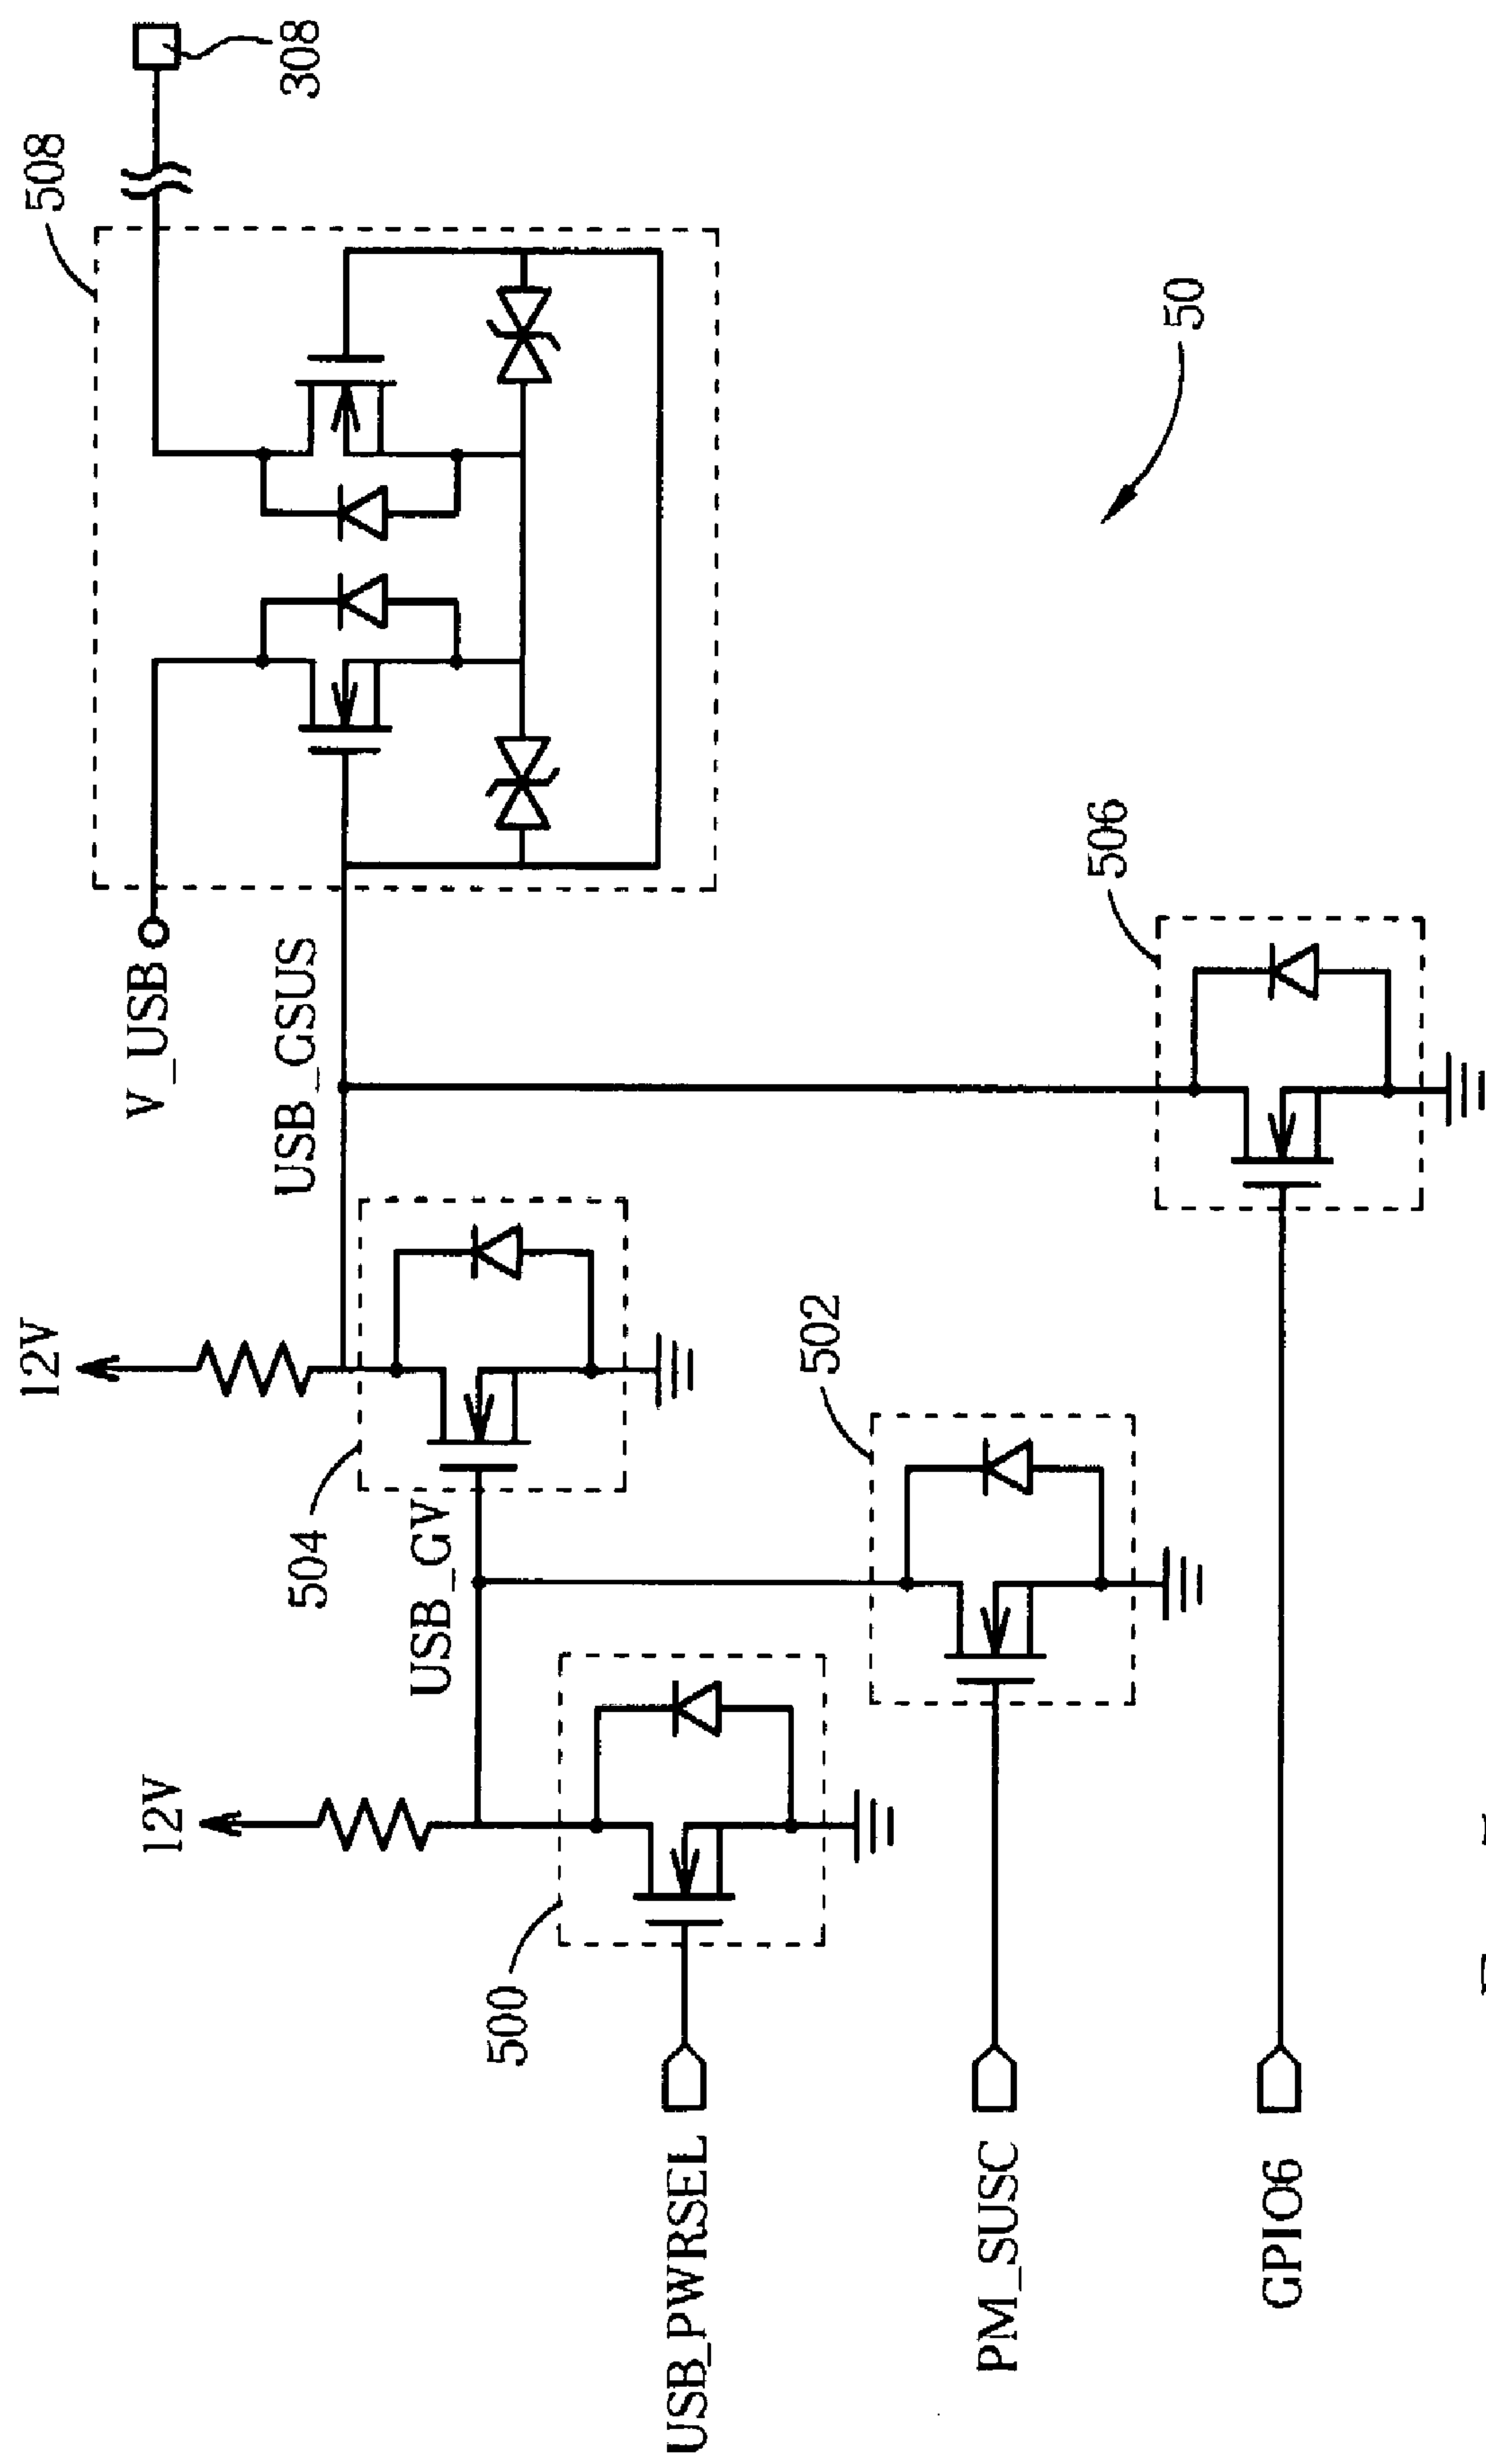 12V
508
V_USB
12V
308
USB_GSUS
504
USB_GV
500
USB_PWRSEL
502
PM_SUSC
506
50
GPIO6